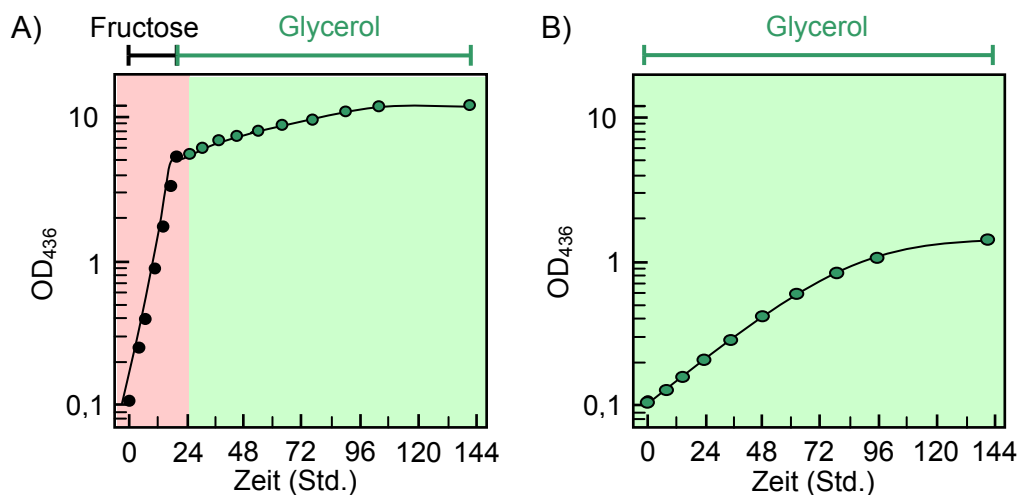 A)
Fructose
Glycerol
10
1
0,1
OD436
0 24 48 72 96 120 144
Zeit (Std.)
B)
Glycerol
10
1
0,1
OD436
0 24 48 72 96 120 144
Zeit (Std.)